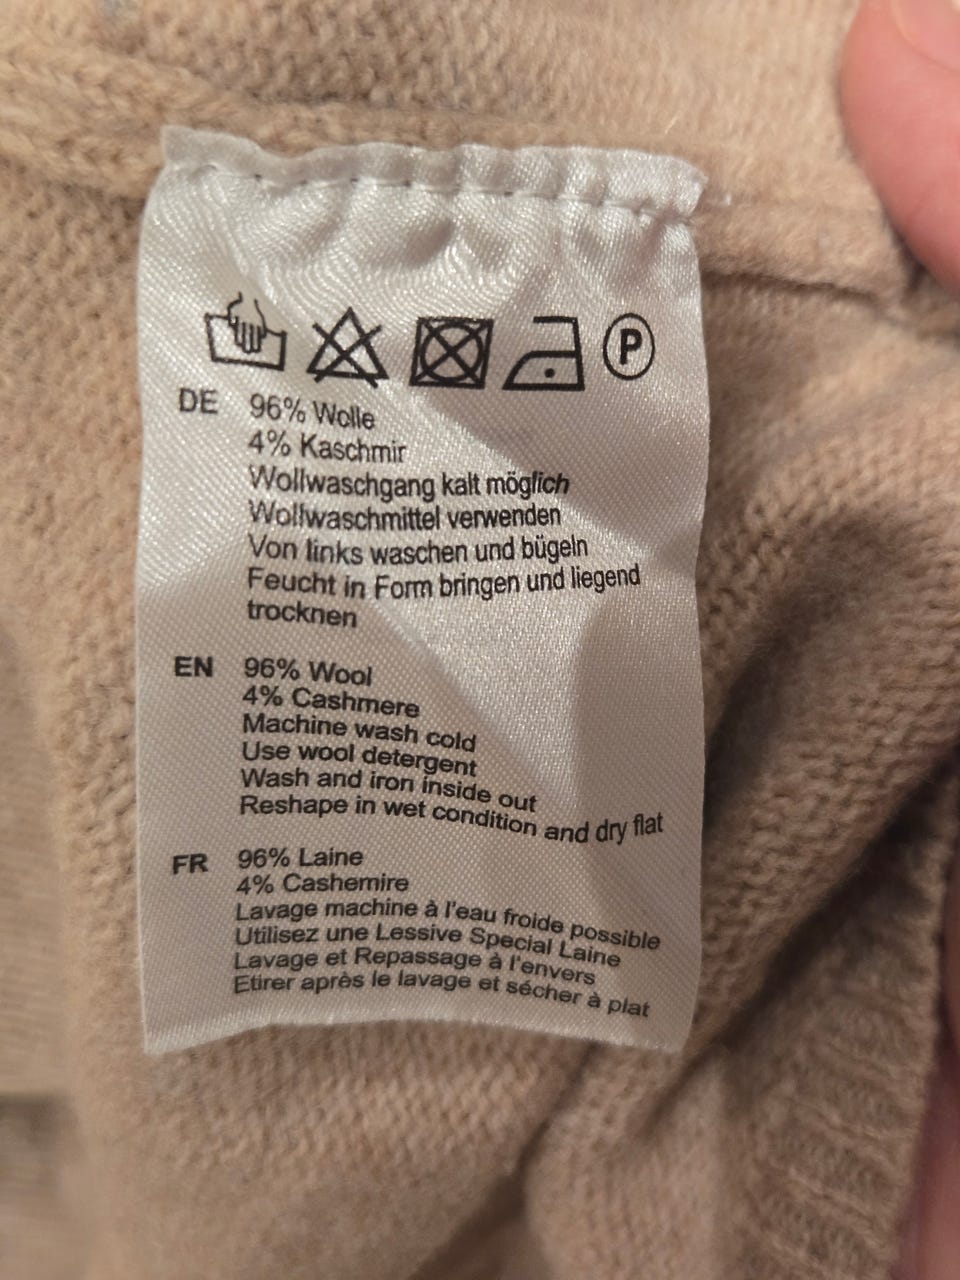 P
DE 96% Wolle
4% Kaschmir
Wollwaschgang kalt möglich
Wollwaschmittel verwenden
Von links waschen und bügeln
Feucht in Form bringen und liegend
trocknen
EN 96% Wool
4% Cashmere
Machine wash cold
Use wool detergent
Wash and iron inside out
Reshape in wet condition and dry flat
FR 96% Laine
4% Cashemire
Lavage machine à l'eau froide possible
Utilisez une Lessive Special Laine
Lavage et Repassage à l'envers
Etirer après le lavage et sécher à plat